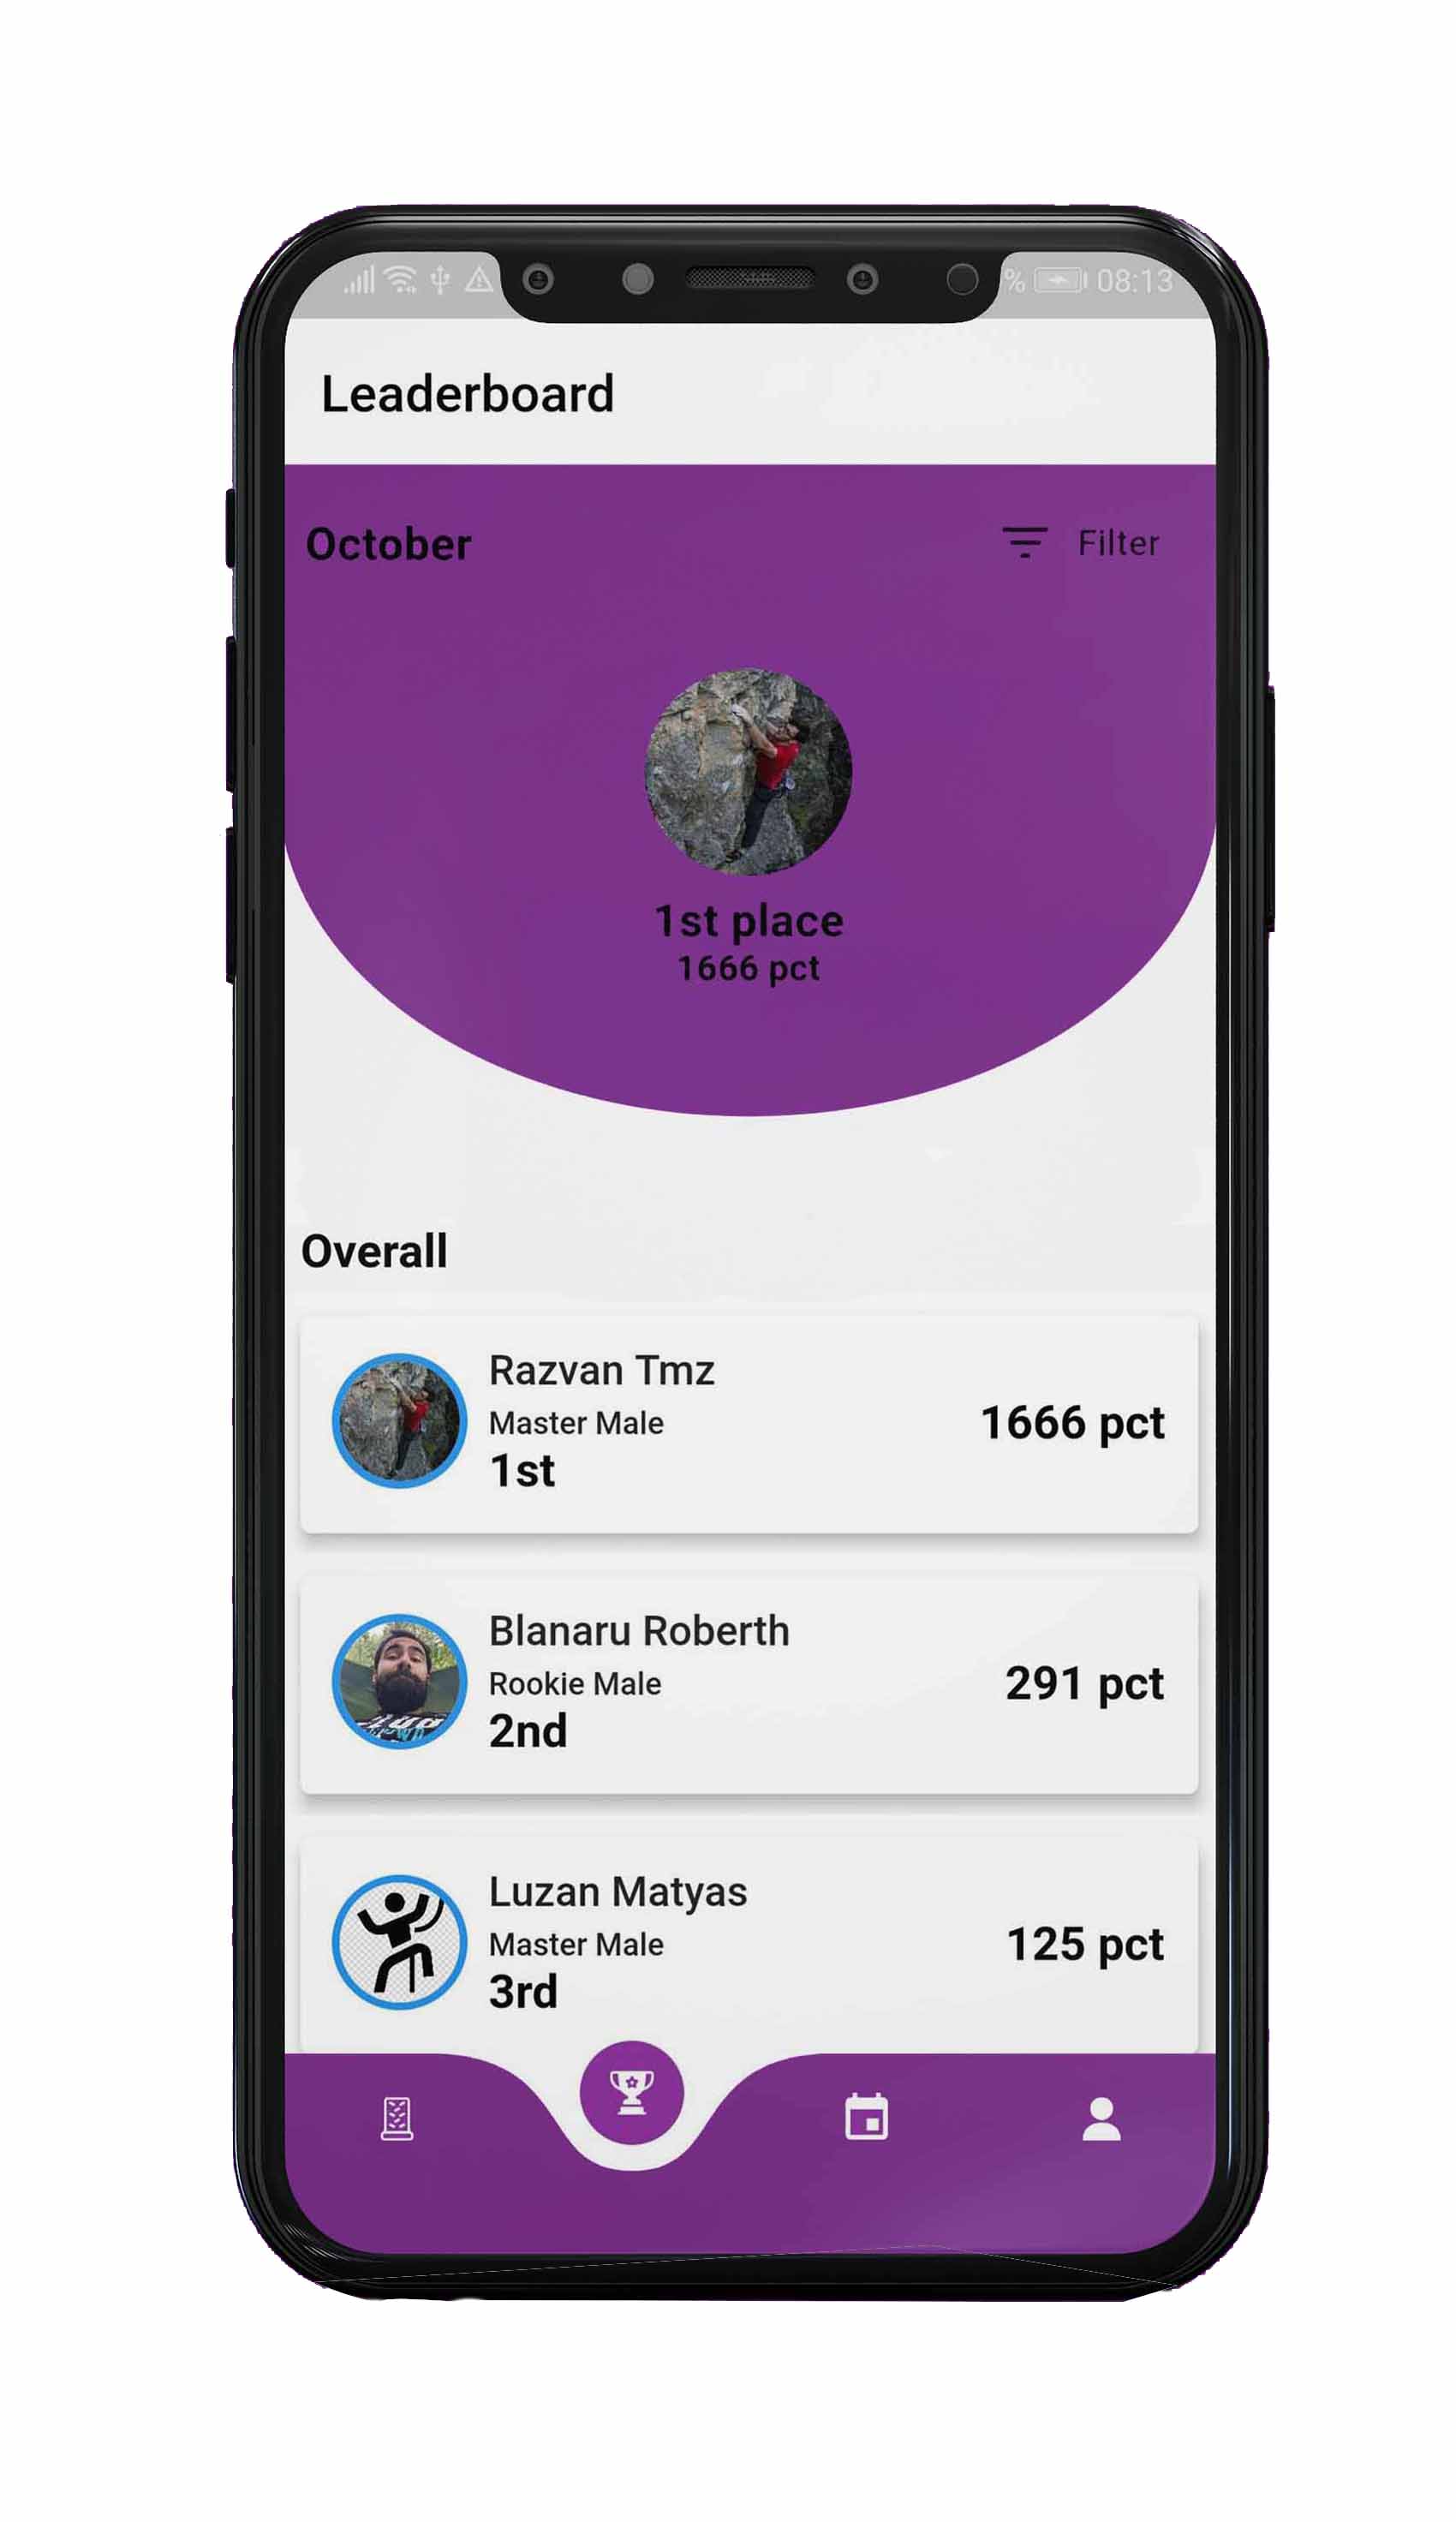 % 08:13
Leaderboard
October
Filter
1st place
1666 pct
Overall
Razvan Tmz
Master Male
1666 pct
1st
Blanaru Roberth
Rookie Male
291 pct
2nd
Luzan Matyas
Master Male
125 pct
3rd